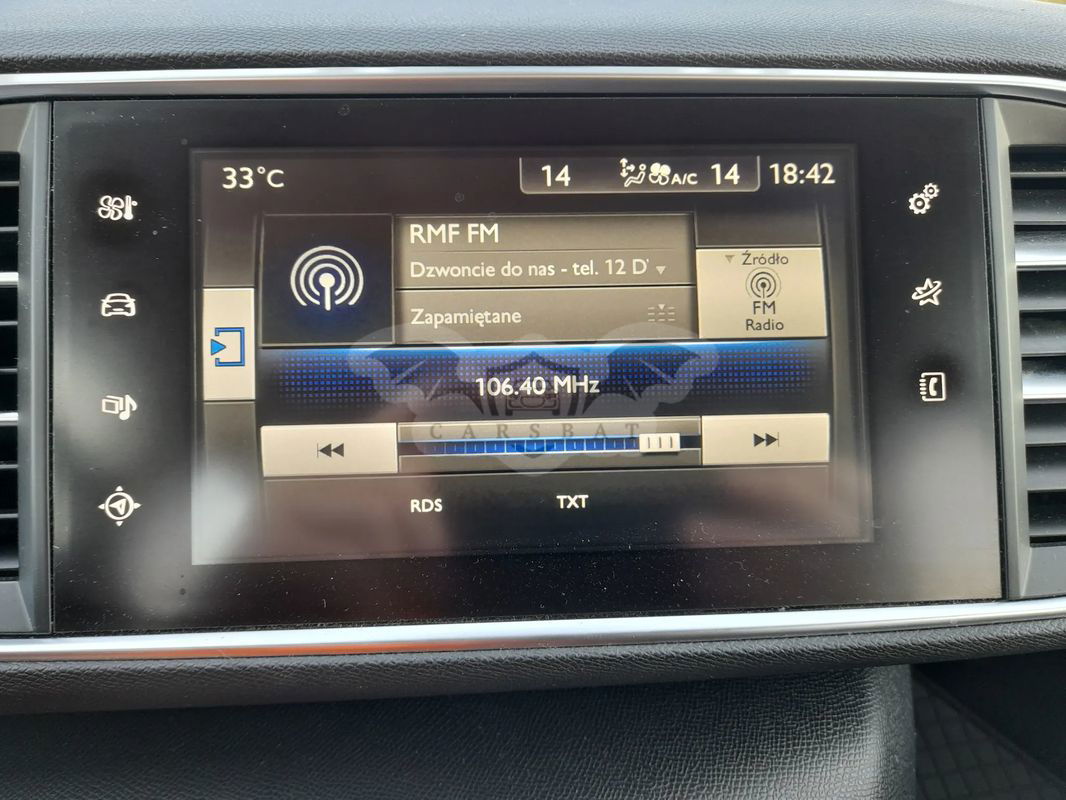 33°C 14 A/C 14 18:42
RMF FM
Dzwoncie do nas - tel. 12 D'
Źródło
FM
Radio
Zapamiętane
106.40 MHz
CARSBAT
RDS TXT